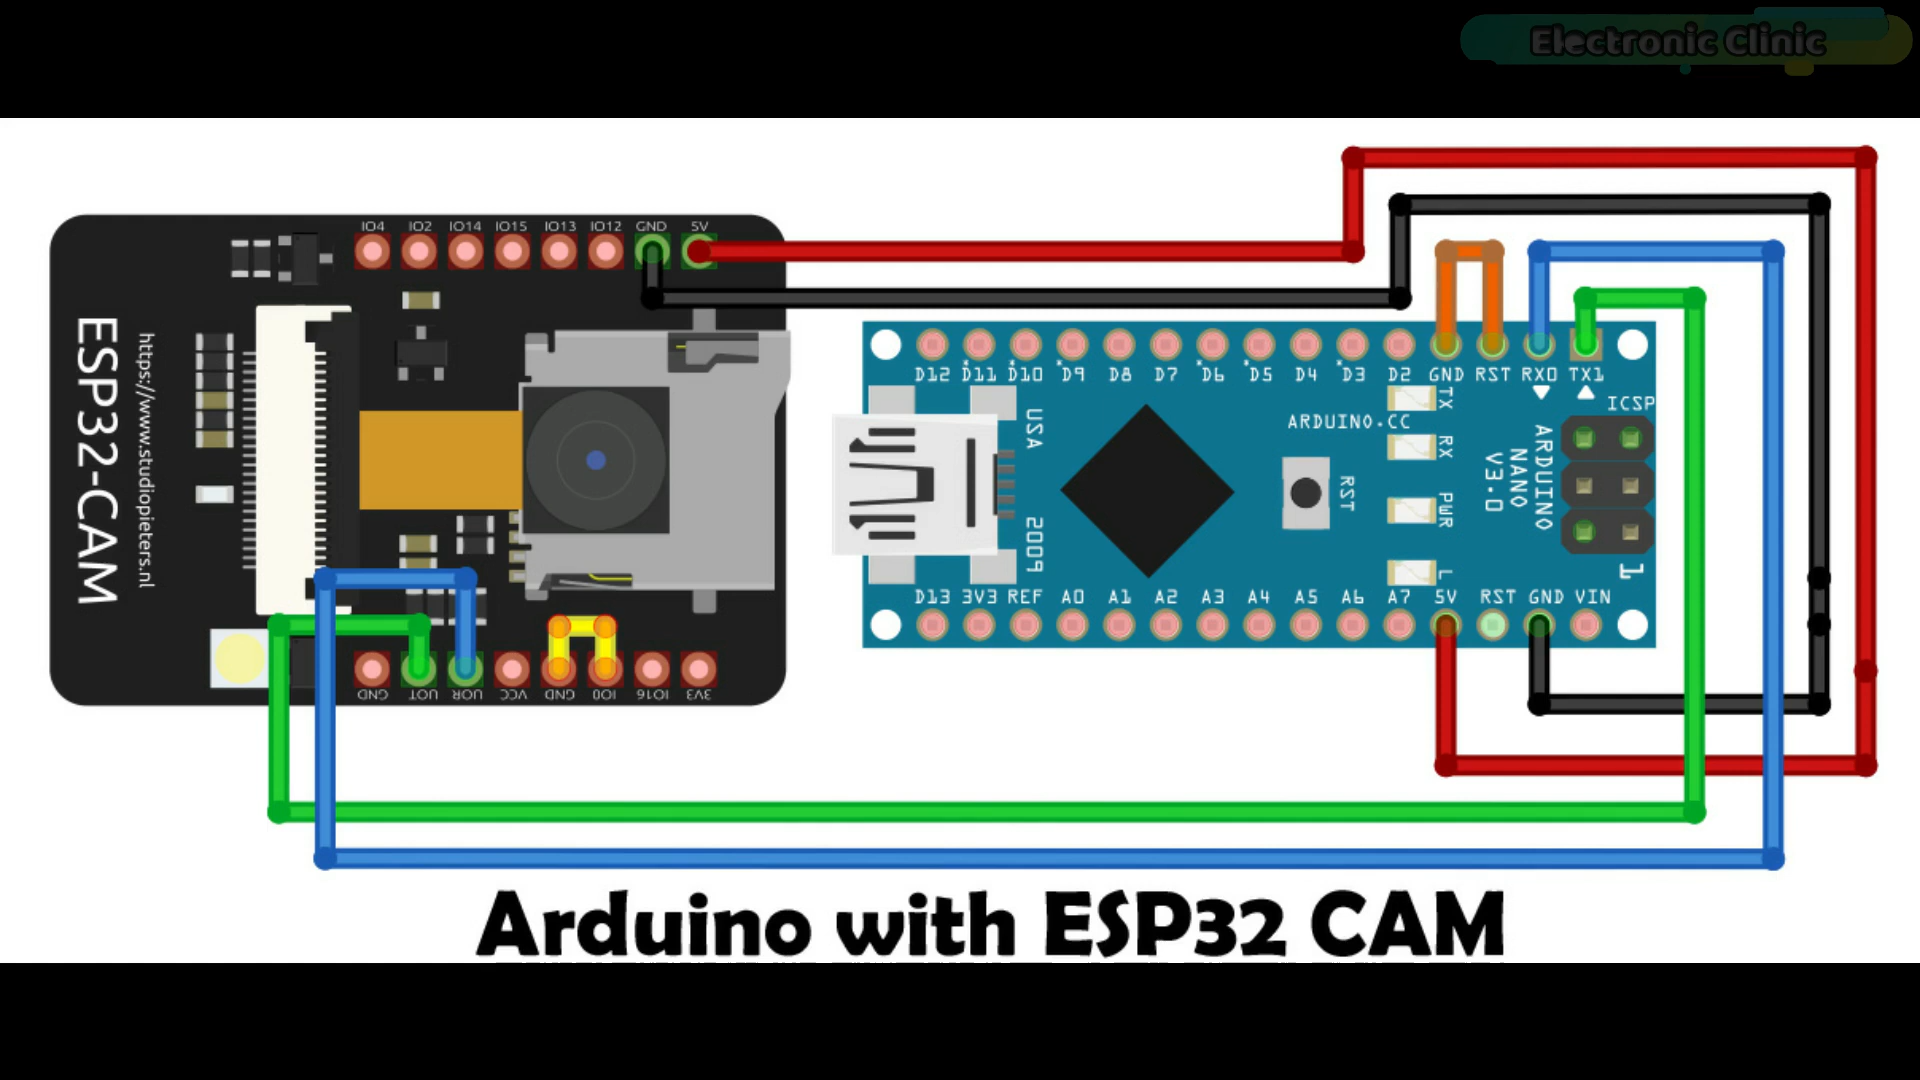 Electronic Clinic
IO4 IO2 IO14 IO15 IO13 IO12 GND 5V
ESP32-CAM
https://www.studiopieters.nl
GND UOT UOR VCC GND IO0 IO16 3V3
D12 D11 D10 D9 D8 D7 D6 D5 D4 D3 D2 GND RST RX0 TX1
USA
2005
ARDUINO.CC
RST
TX
RX
PWR
L
ICSP
ARDUINO
NANO
V3.0
1
D13 3V3 REF A0 A1 A2 A3 A4 A5 A6 A7 5V RST GND VIN
Arduino with ESP32 CAM